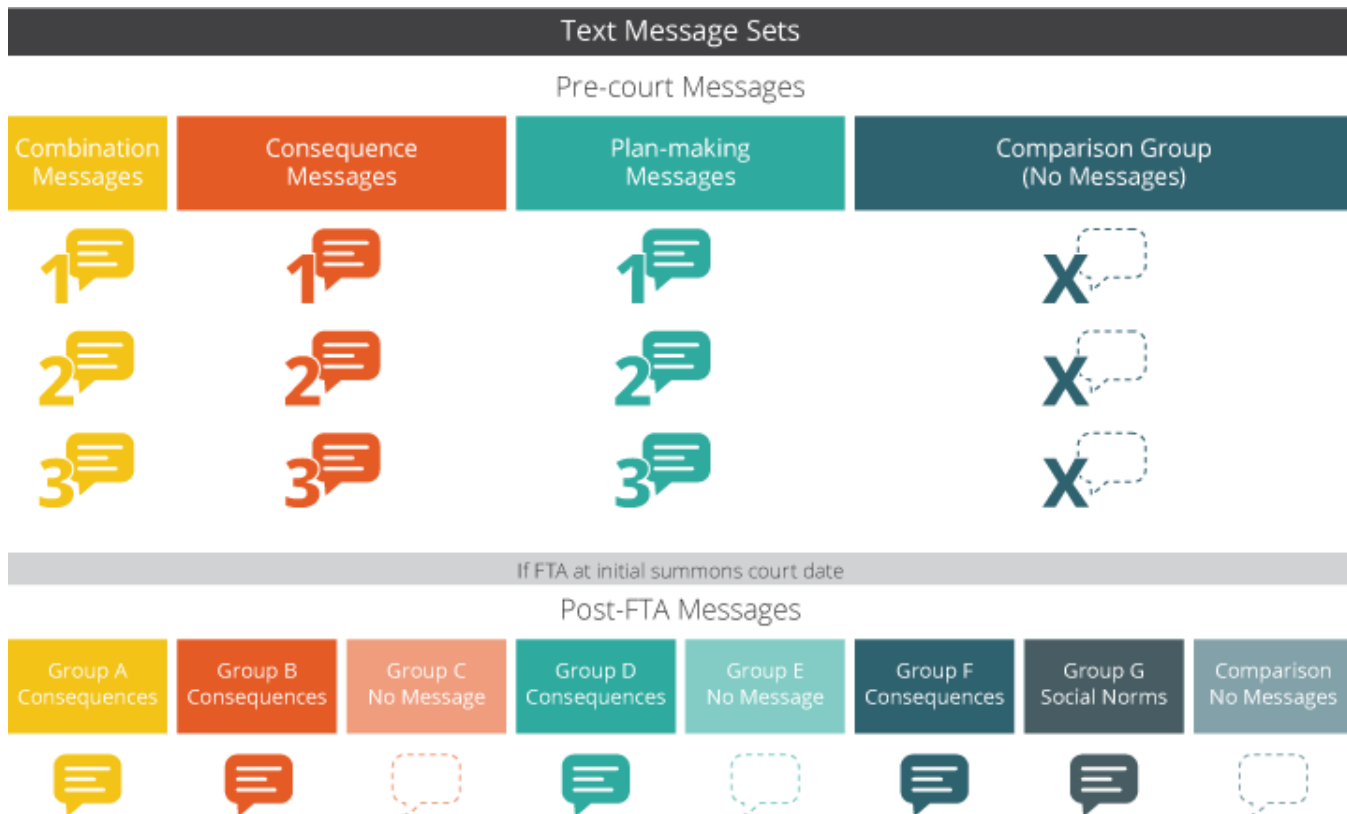 Text Message Sets
Pre-court Messages
Combination
Messages
Consequence
Messages
Plan-making
Messages
Comparison Group
(No Messages)
1
1
1
X
2
2
2
X
3
3
3
X
If FTA at initial summons court date
Post-FTA Messages
Group A
Consequences
Group B
Consequences
Group C
No Message
Group D
Consequences
Group E
No Message
Group F
Consequences
Group G
Social Norms
Comparison
No Messages